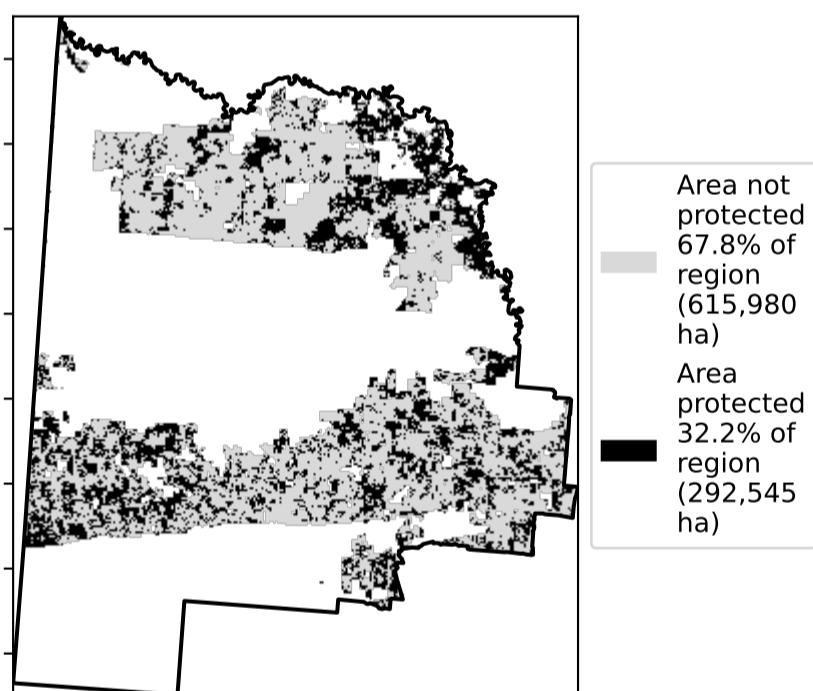 Area not
protected
67.8% of
region
(615,980
ha)
Area
protected
32.2% of
region
(292,545
ha)